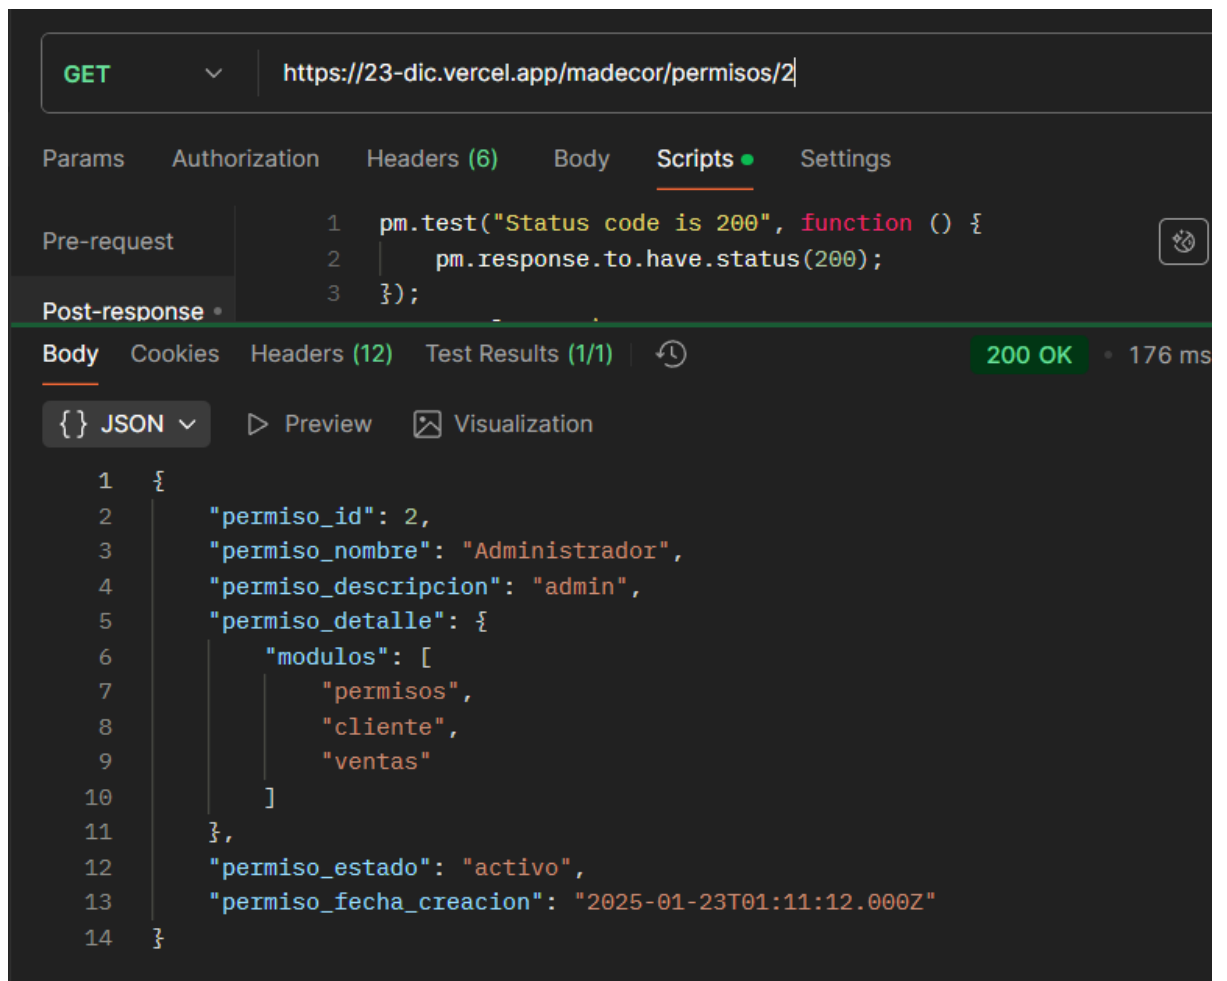 GET https://23-dic.vercel.app/madecor/permisos/2
Params Authorization Headers (6) Body Scripts Settings
Pre-request
Post-response
1 pm.test("Status code is 200", function () {
2 pm.response.to.have.status(200);
3 });
Body Cookies Headers (12) Test Results (1/1) 200 OK • 176 ms
{} JSON Preview Visualization
1 {
2 "permiso_id": 2,
3 "permiso_nombre": "Administrador",
4 "permiso_descripcion": "admin",
5 "permiso_detalle": {
6 "modulos": [
7 "permisos",
8 "cliente",
9 "ventas"
10 ]
11 },
12 "permiso_estado": "activo",
13 "permiso_fecha_creacion": "2025-01-23T01:11:12.000Z"
14 }